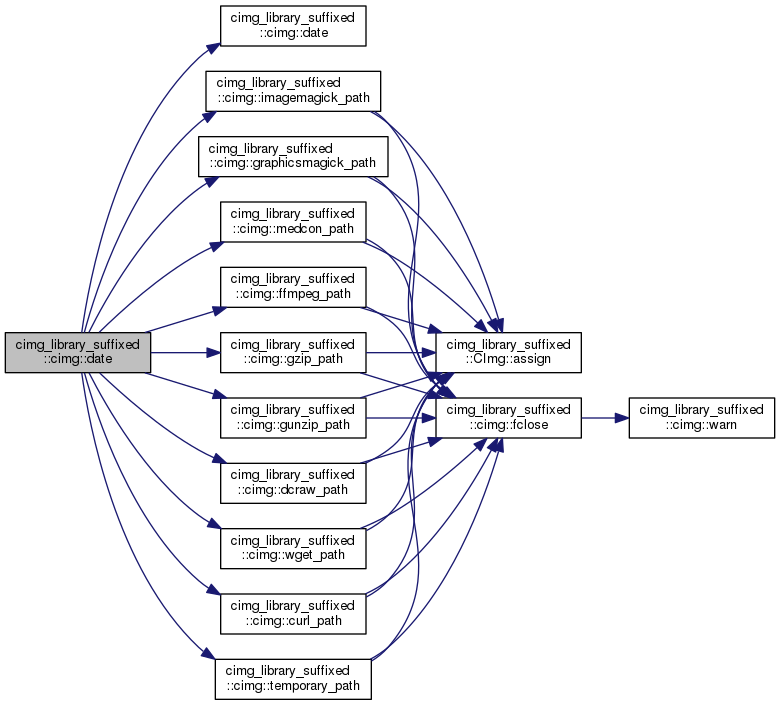 cimg_library_suffixed
::cimg::date
cimg_library_suffixed
::cimg::date
cimg_library_suffixed
::cimg::imagemagick_path
cimg_library_suffixed
::cimg::graphicsmagick_path
cimg_library_suffixed
::cimg::medcon_path
cimg_library_suffixed
::cimg::ffmpeg_path
cimg_library_suffixed
::cimg::gzip_path
cimg_library_suffixed
::cimg::gunzip_path
cimg_library_suffixed
::cimg::dcraw_path
cimg_library_suffixed
::cimg::wget_path
cimg_library_suffixed
::cimg::curl_path
cimg_library_suffixed
::cimg::temporary_path
cimg_library_suffixed
::CImg::assign
cimg_library_suffixed
::cimg::fclose
cimg_library_suffixed
::cimg::warn